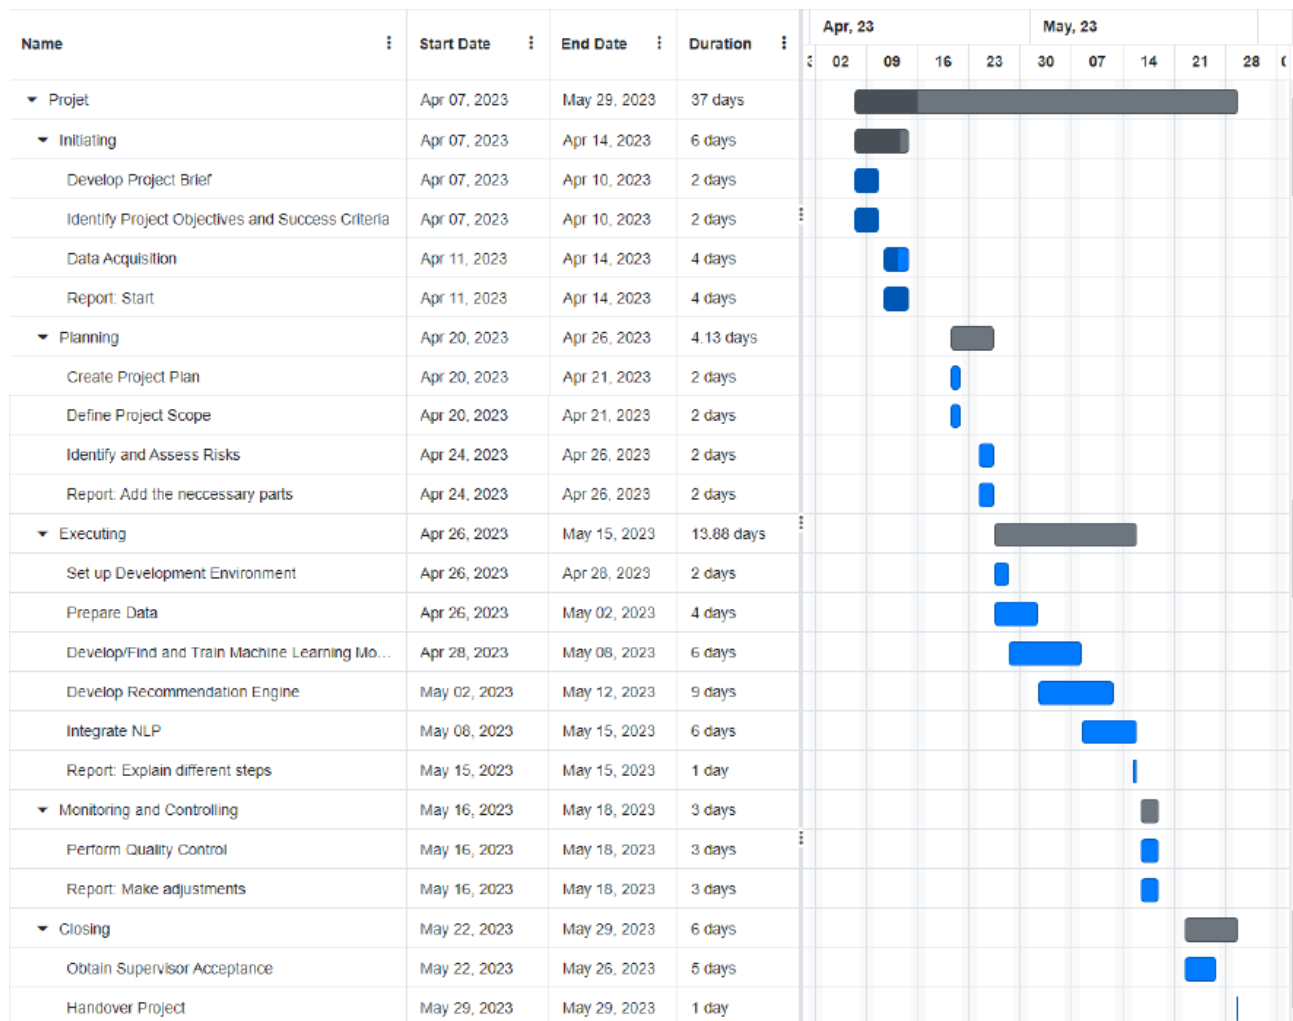 Apr, 23 May, 23
Name Start Date End Date Duration
02 09 16 23 30 07 14 21 28
Projet Apr 07, 2023 May 29, 2023 37 days
Initiating Apr 07, 2023 Apr 14, 2023 6 days
Develop Project Brief Apr 07, 2023 Apr 10, 2023 2 days
Identify Project Objectives and Success Criteria Apr 07, 2023 Apr 10, 2023 2 days
Data Acquisition Apr 11, 2023 Apr 14, 2023 4 days
Report: Start Apr 11, 2023 Apr 14, 2023 4 days
Planning Apr 20, 2023 Apr 26, 2023 4.13 days
Create Project Plan Apr 20, 2023 Apr 21, 2023 2 days
Define Project Scope Apr 20, 2023 Apr 21, 2023 2 days
Identify and Assess Risks Apr 24, 2023 Apr 26, 2023 2 days
Report: Add the neccessary parts Apr 24, 2023 Apr 26, 2023 2 days
Executing Apr 26, 2023 May 15, 2023 13.88 days
Set up Development Environment Apr 26, 2023 Apr 28, 2023 2 days
Prepare Data Apr 26, 2023 May 02, 2023 4 days
Develop/Find and Train Machine Learning Mo... Apr 28, 2023 May 08, 2023 6 days
Develop Recommendation Engine May 02, 2023 May 12, 2023 9 days
Integrate NLP May 08, 2023 May 15, 2023 6 days
Report: Explain different steps May 15, 2023 May 15, 2023 1 day
Monitoring and Controlling May 16, 2023 May 18, 2023 3 days
Perform Quality Control May 16, 2023 May 18, 2023 3 days
Report: Make adjustments May 16, 2023 May 18, 2023 3 days
Closing May 22, 2023 May 29, 2023 6 days
Obtain Supervisor Acceptance May 22, 2023 May 26, 2023 5 days
Handover Project May 29, 2023 May 29, 2023 1 day